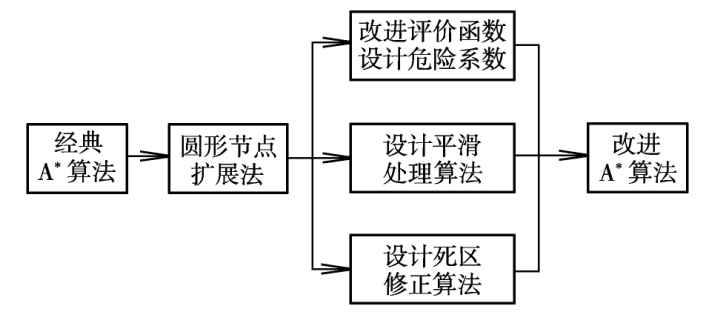 经典
A* 算法
圆形节点
扩展法
改进评价函数
设计危险系数
设计平滑
处理算法
设计死区
修正算法
改进
A* 算法